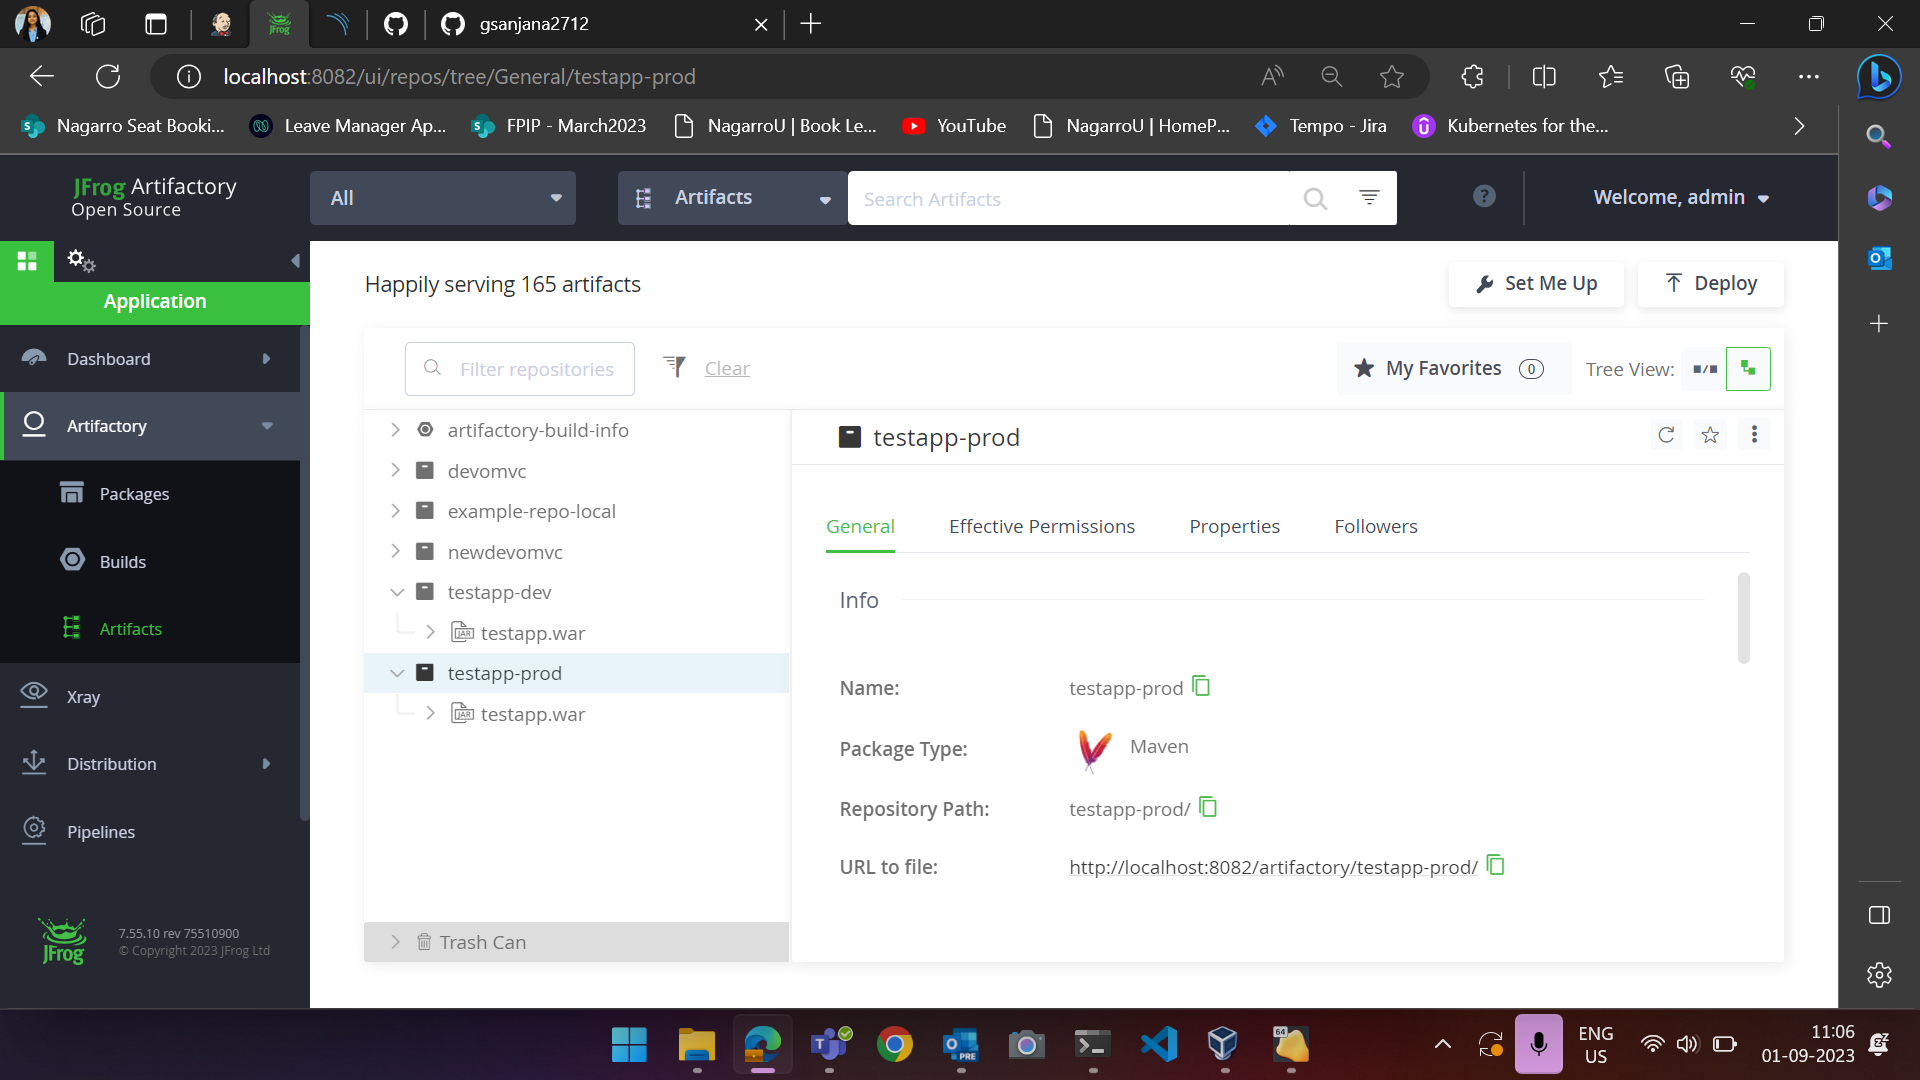 gsanjana2712
localhost:8082/ui/repos/tree/General/testapp-prod
Nagarro Seat Booki...
Leave Manager Ap...
FPIP - March2023
NagarroU | Book Le...
YouTube
NagarroU | HomeP...
Tempo - Jira
Kubernetes for the...
JFrog Artifactory
Open Source
All
Artifacts
Search Artifacts
Welcome, admin
Application
Dashboard
Artifactory
Packages
Builds
Artifacts
Xray
Distribution
Pipelines
JFrog
7.55.10 rev 75510900
© Copyright 2023 JFrog Ltd
Happily serving 165 artifacts
Set Me Up
Deploy
Filter repositories
Clear
My Favorites 0
Tree View:
artifactory-build-info
devomvc
example-repo-local
newdevomvc
testapp-dev
testapp.war
testapp-prod
testapp.war
Trash Can
testapp-prod
General
Effective Permissions
Properties
Followers
Info
Name: testapp-prod
Package Type: Maven
Repository Path: testapp-prod/
URL to file: http://localhost:8082/artifactory/testapp-prod/
PRE
64
ENG
US
11:06
01-09-2023